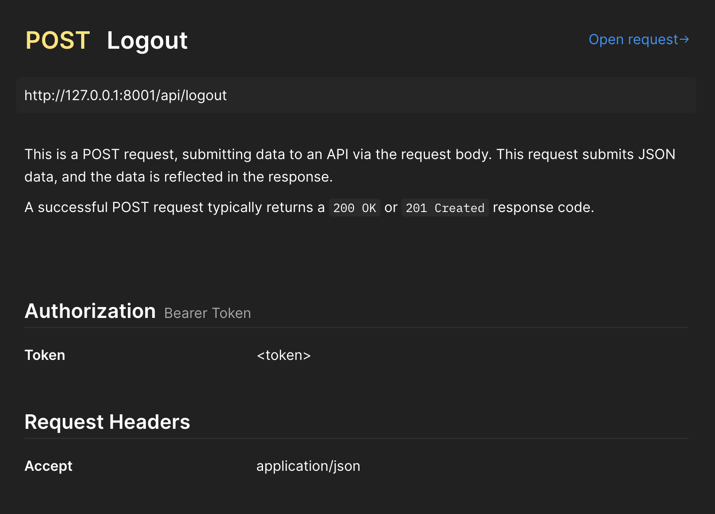 POST Logout
Open request→
http://127.0.0.1:8001/api/logout
This is a POST request, submitting data to an API via the request body. This request submits JSON
data, and the data is reflected in the response.
A successful POST request typically returns a 200 OK or 201 Created response code.
Authorization Bearer Token
Token <token>
Request Headers
Accept application/json